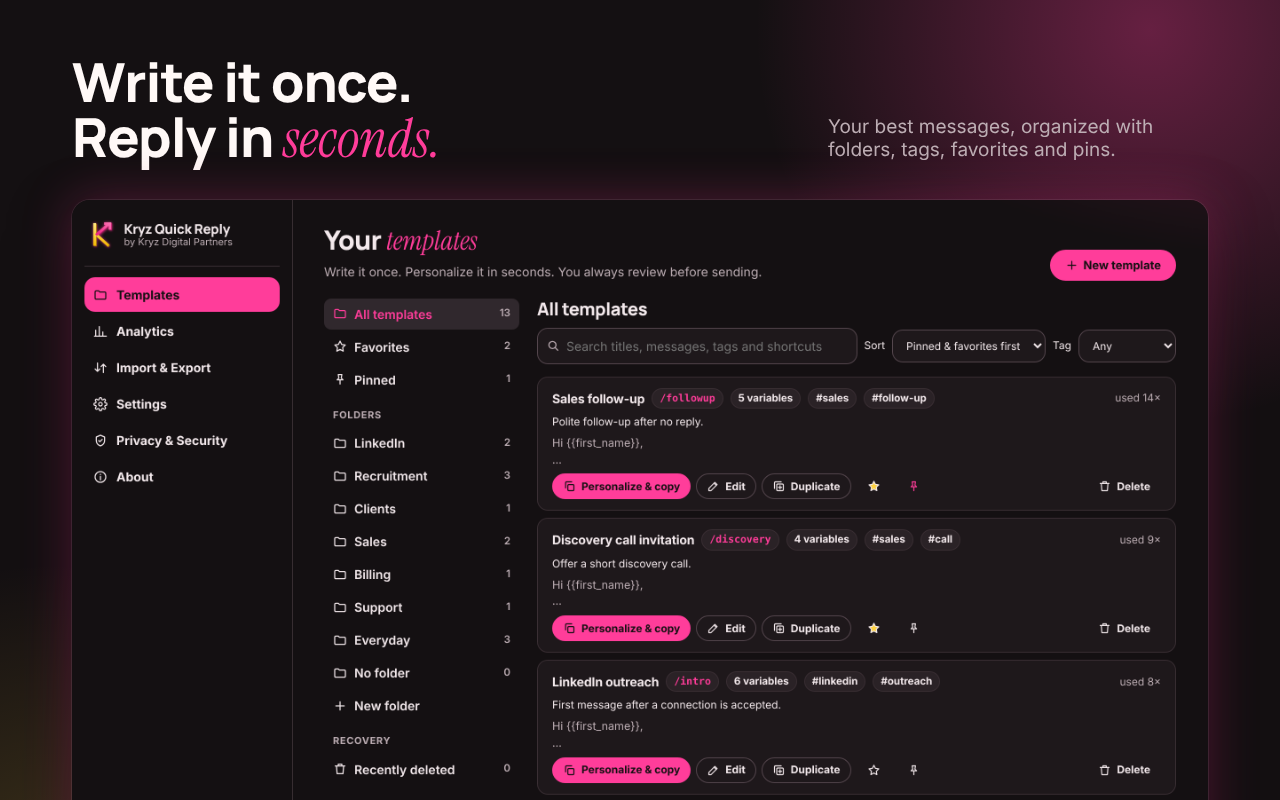 Write it once.
Reply in seconds.
Your best messages, organized with
folders, tags, favorites and pins.
Kryz Quick Reply
by Kryz Digital Partners
Templates
Analytics
Import & Export
Settings
Privacy & Security
About
Your templates
Write it once. Personalize it in seconds. You always review before sending.
+ New template
All templates 13
Favorites 2
Pinned 1
FOLDERS
LinkedIn 2
Recruitment 3
Clients 1
Sales 2
Billing 1
Support 1
Everyday 3
No folder 0
+ New folder
RECOVERY
Recently deleted 0
All templates
Search titles, messages, tags and shortcuts
Sort Pinned & favorites first Tag Any
Sales follow-up /followup 5 variables #sales #follow-up used 14×
Polite follow-up after no reply.
Hi {{first_name}},
...
Personalize & copy Edit Duplicate Delete
Discovery call invitation /discovery 4 variables #sales #call used 9×
Offer a short discovery call.
Hi {{first_name}},
...
Personalize & copy Edit Duplicate Delete
LinkedIn outreach /intro 6 variables #linkedin #outreach used 8×
First message after a connection is accepted.
Hi {{first_name}},
...
Personalize & copy Edit Duplicate Delete